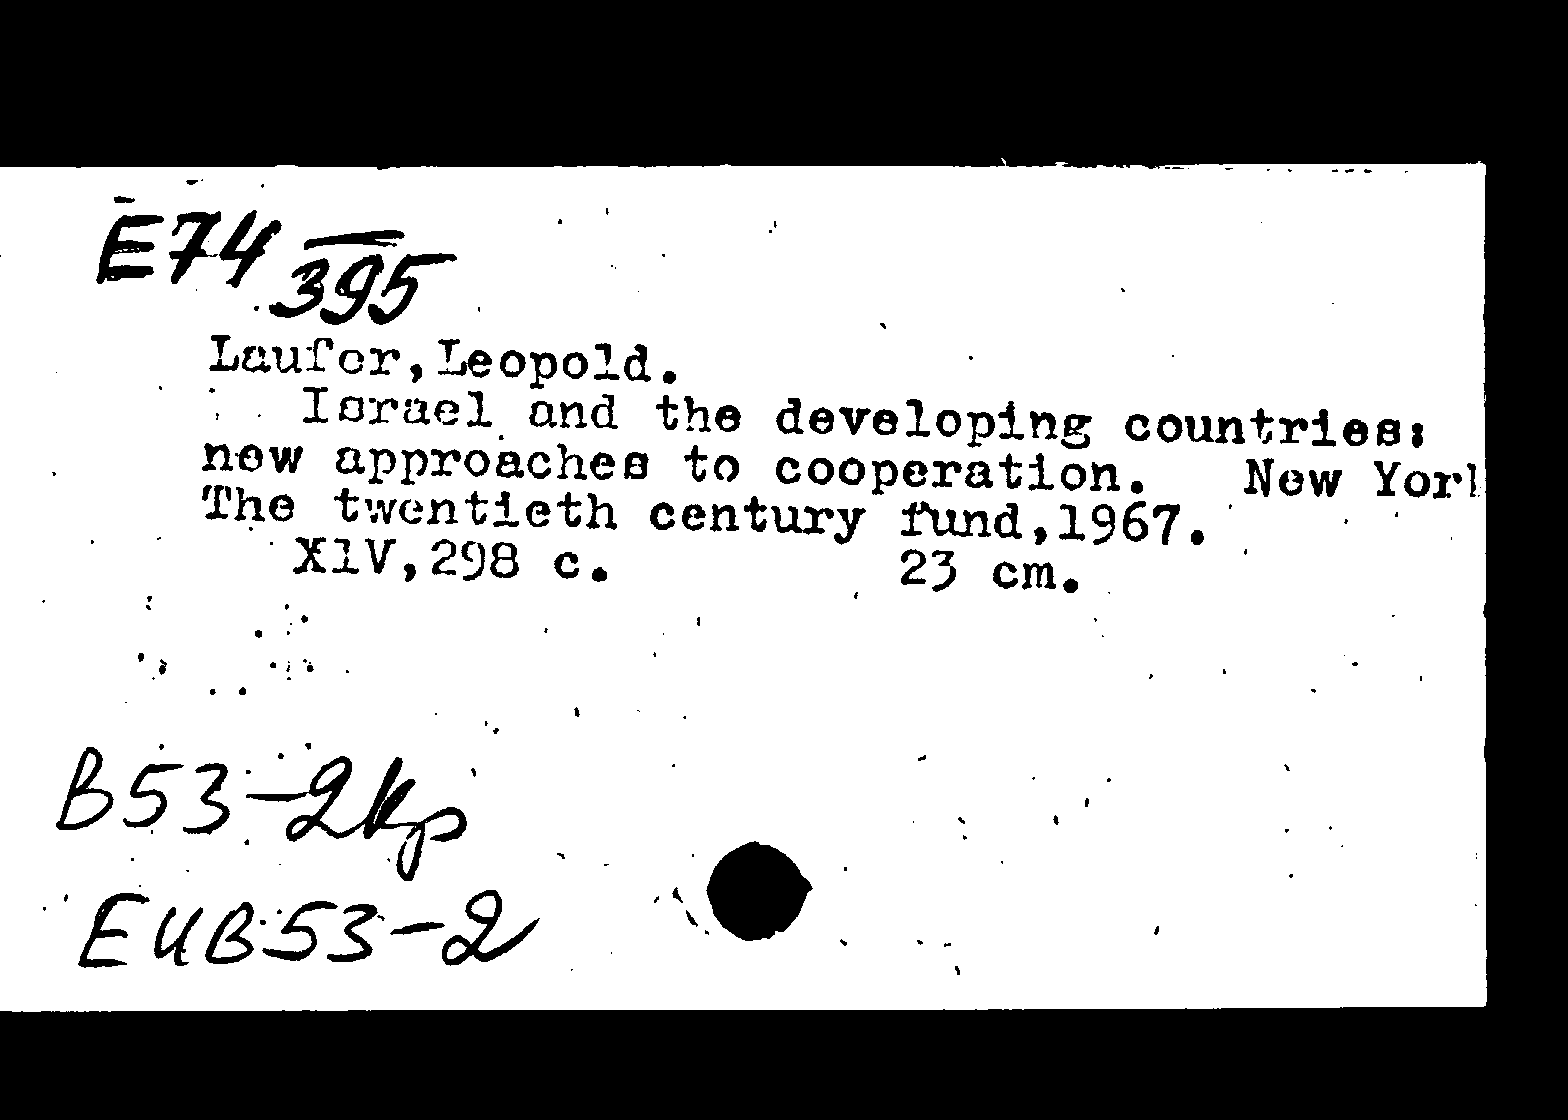 E74
395
Laufer,Leopold.
Israel and the developing countries:
new approaches to cooperation. New York
The twentieth century fund,1967.
XlV,298 c. 23 cm.
B53-2kp
EUB53-2